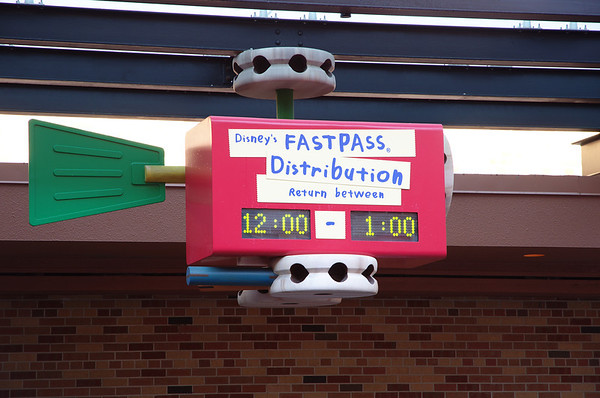 Disney's FASTPASS®
Distribution
Return between
12:00 - 1:00